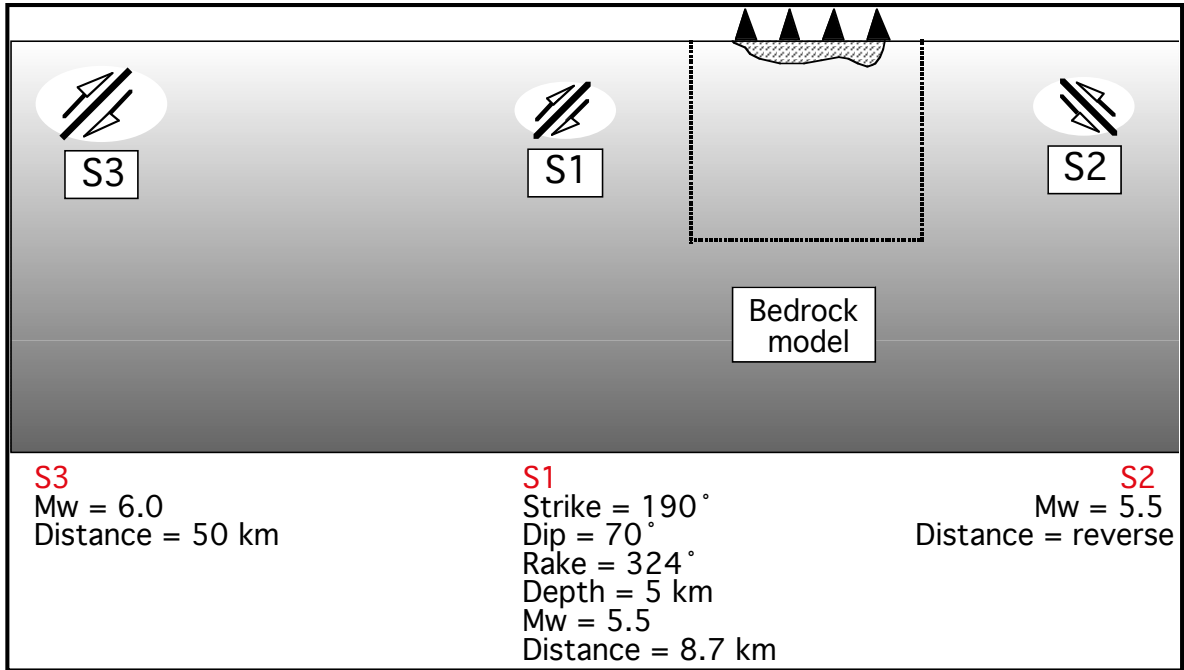 S3
S1
S2
Bedrock
model
S3
Mw = 6.0
Distance = 50 km
S1
Strike = 190˚
Dip = 70˚
Rake = 324˚
Depth = 5 km
Mw = 5.5
Distance = 8.7 km
S2
Mw = 5.5
Distance = reverse